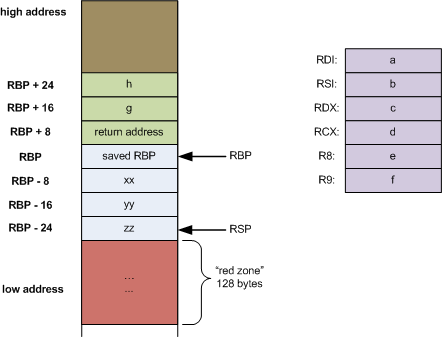 high address
RBP + 24 h
RBP + 16 g
RBP + 8 return address
RBP saved RBP RBP
RBP - 8 xx
RBP - 16 yy
RBP - 24 zz RSP
...
...
low address
"red zone"
128 bytes
RDI: a
RSI: b
RDX: c
RCX: d
R8: e
R9: f